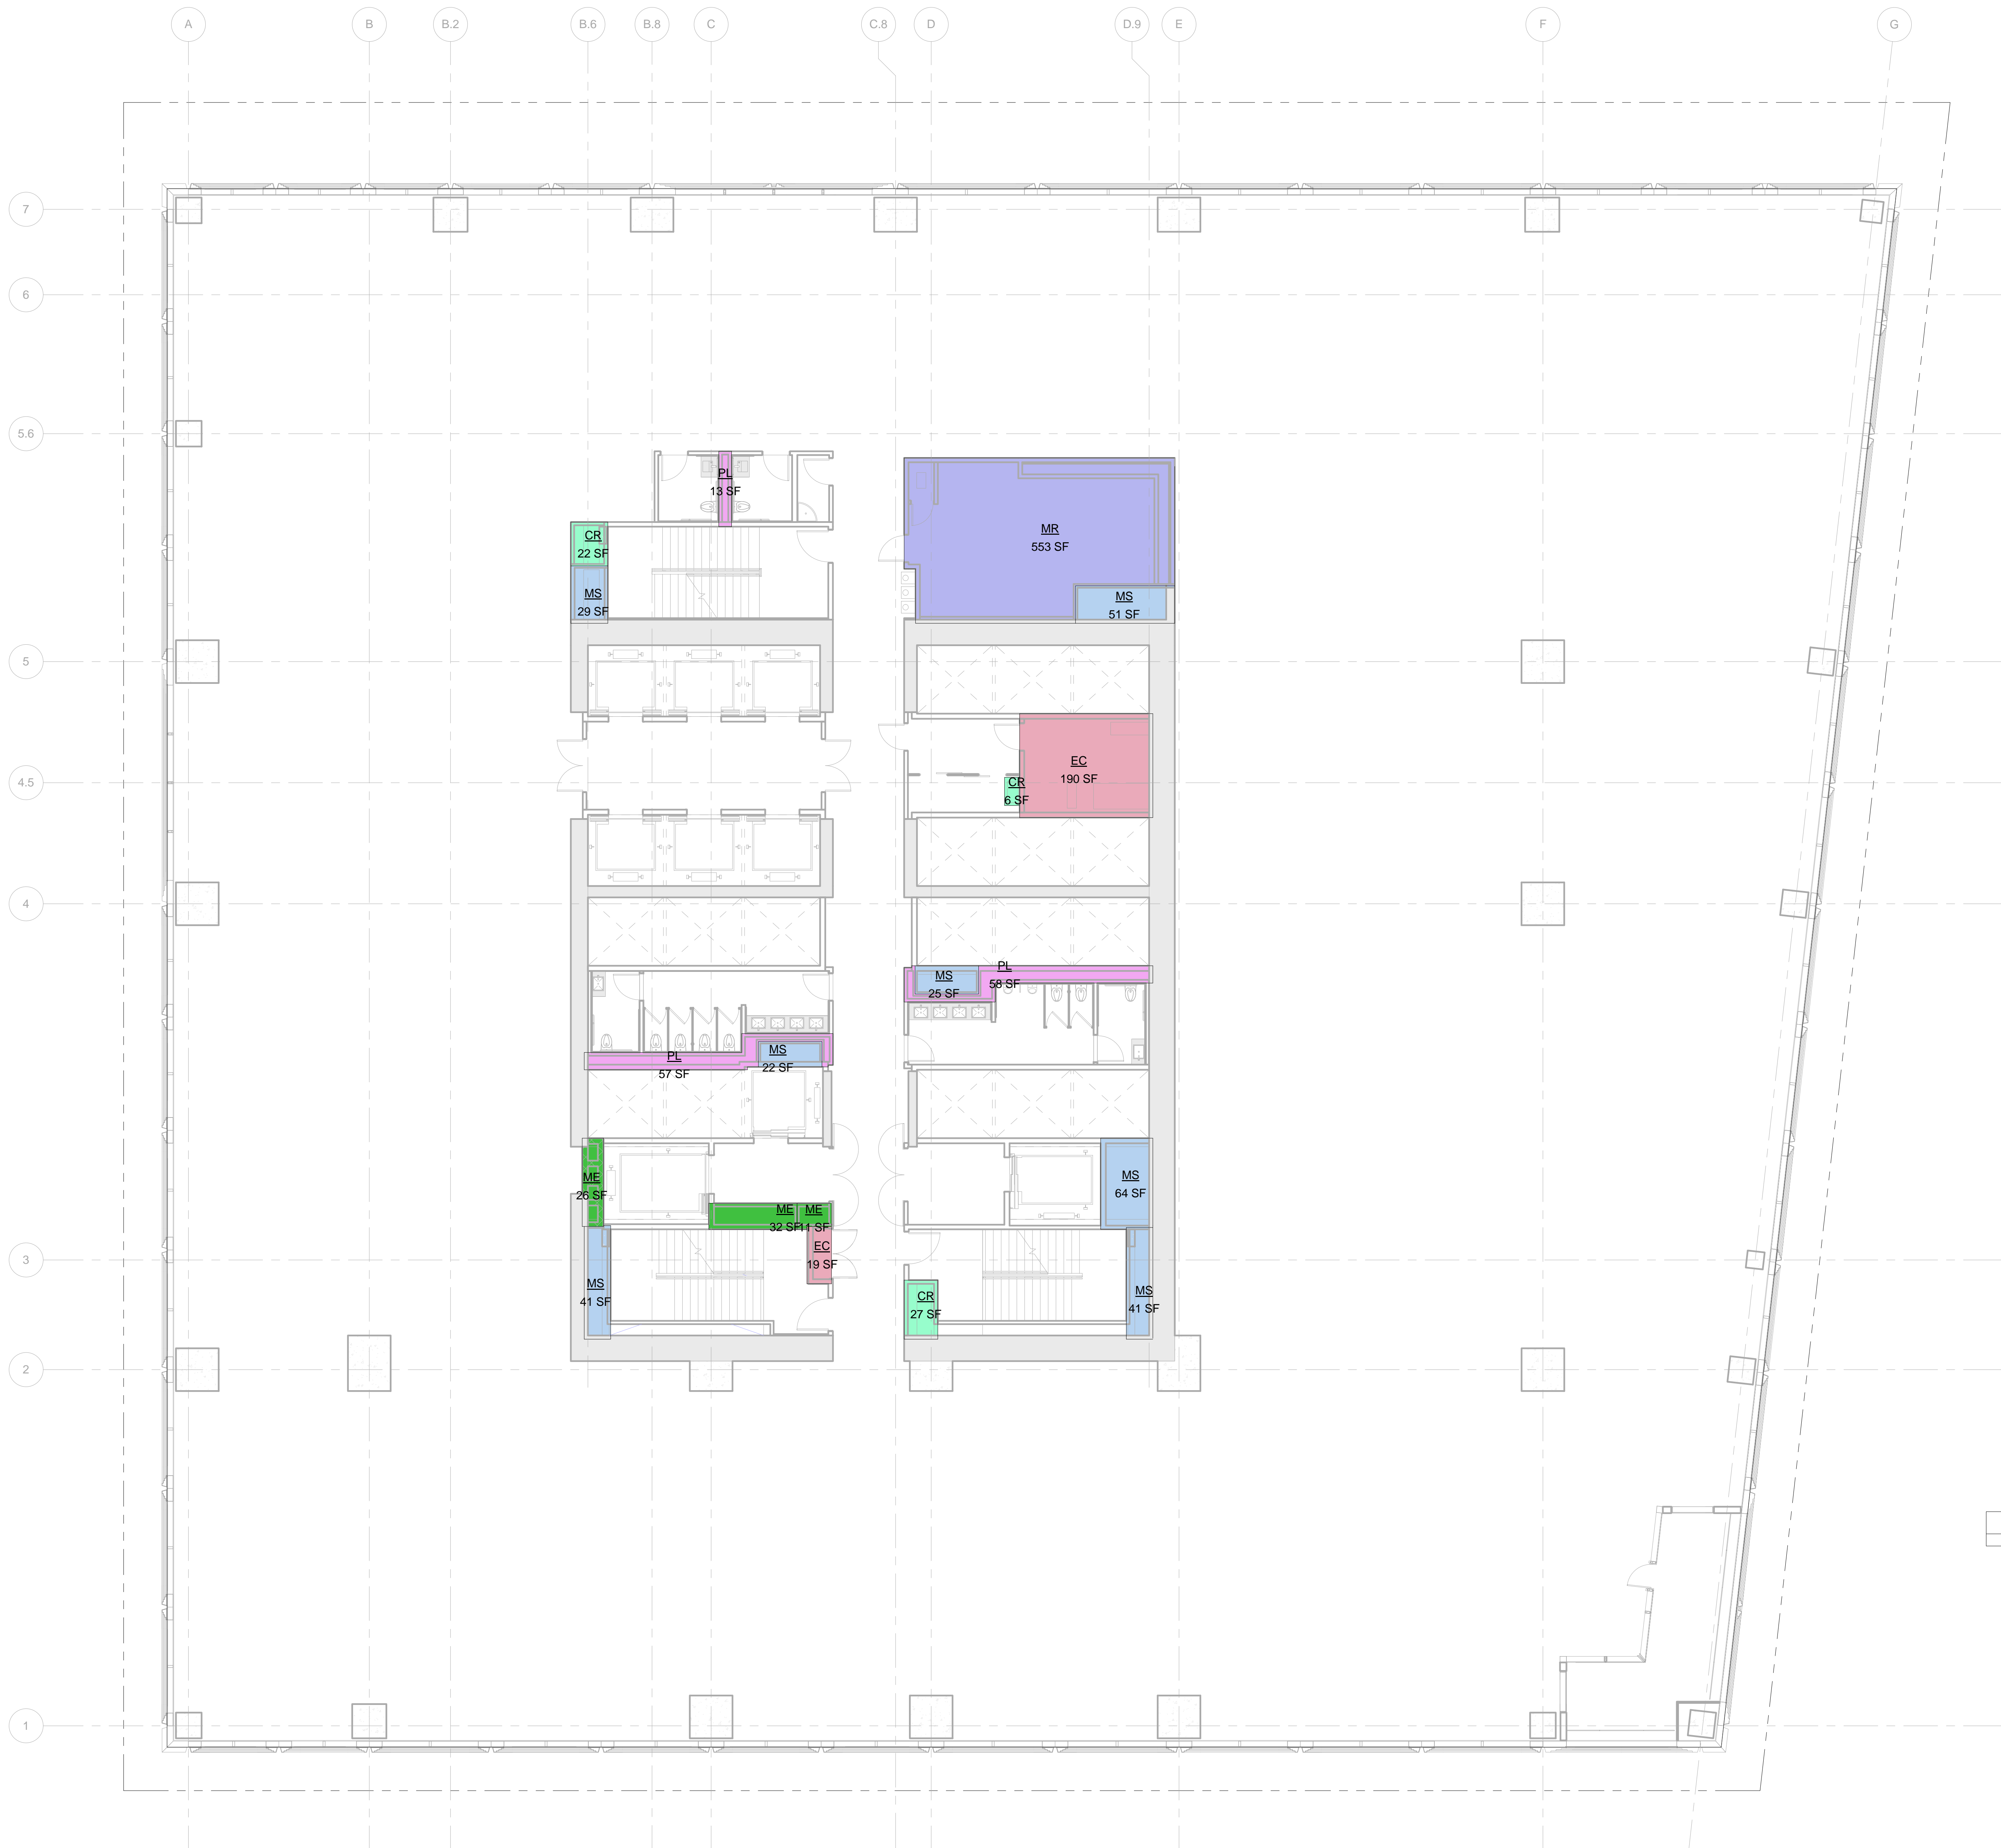 A
B
B.2
B.6
B.8
C
C.8
D
D.9
E
F
G
7
6
5.6
PL
13 SF
CR
22 SF
MR
553 SF
MS
29 SF
MS
51 SF
5
EC
190 SF
4.5
CR
6 SF
4
MS
25 SF
PL
58 SF
PL
57 SF
MS
22 SF
ME
26 SF
MS
64 SF
ME
32 SF
ME
11 SF
EC
19 SF
3
MS
41 SF
CR
27 SF
MS
41 SF
2
1